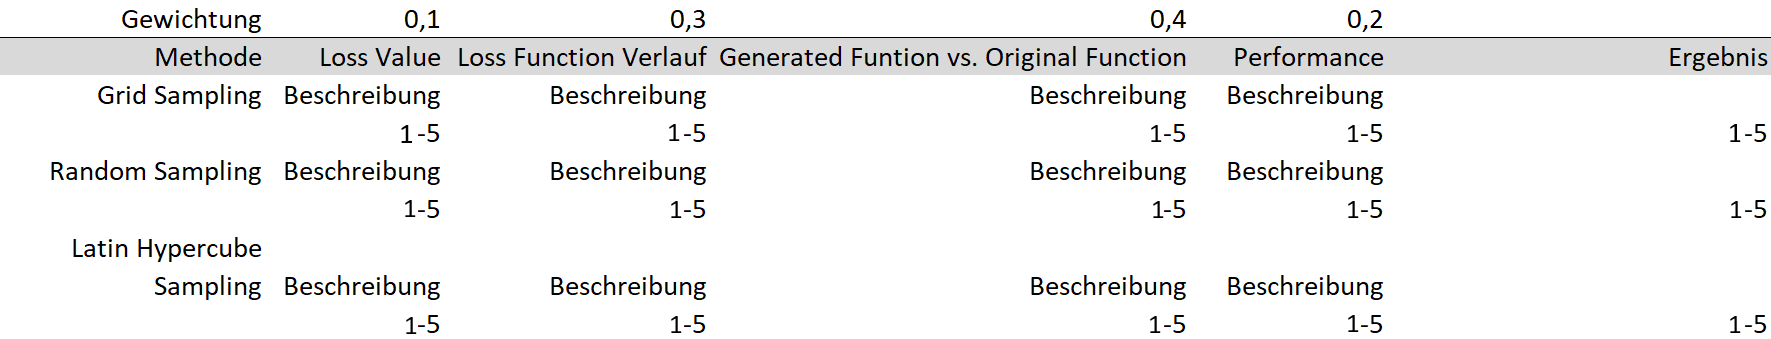 Gewichtung 0,1 0,3 0,4 0,2
Methode Loss Value Loss Function Verlauf Generated Funtion vs. Original Function Performance Ergebnis
Grid Sampling Beschreibung Beschreibung Beschreibung Beschreibung
1-5 1-5 1-5 1-5 1-5
Random Sampling Beschreibung Beschreibung Beschreibung Beschreibung
1-5 1-5 1-5 1-5 1-5
Latin Hypercube
Sampling Beschreibung Beschreibung Beschreibung Beschreibung
1-5 1-5 1-5 1-5 1-5